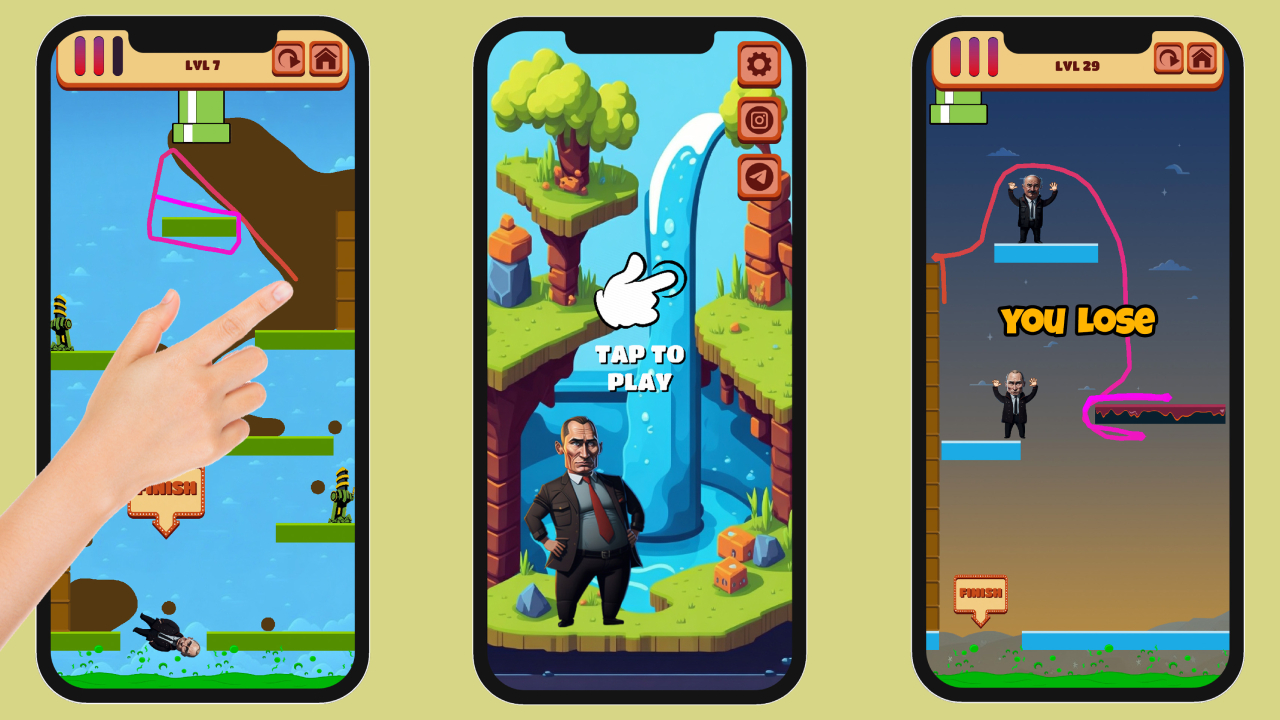 LVL 7
FINISH
TAP TO
PLAY
LVL 29
YOU LOSE
FINISH